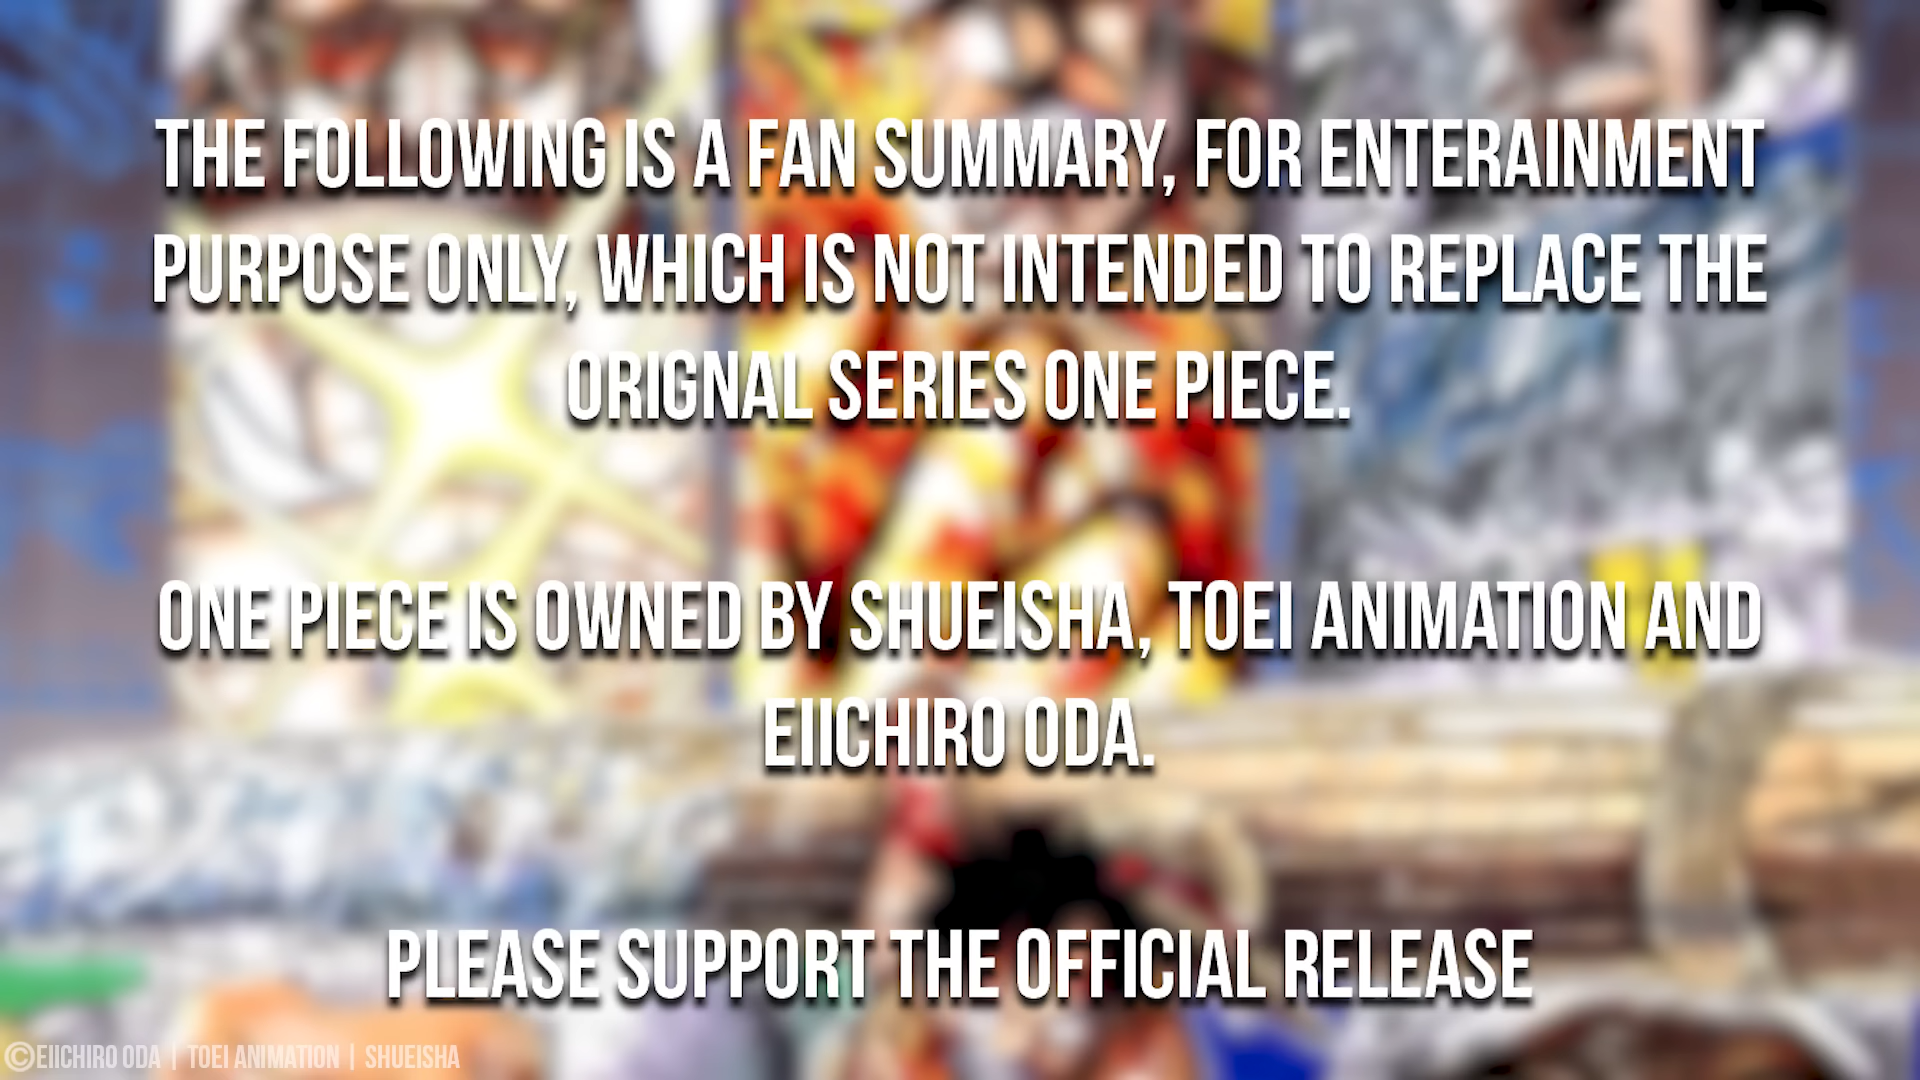 THE FOLLOWING IS A FAN SUMMARY, FOR ENTERAINMENT
PURPOSE ONLY, WHICH IS NOT INTENDED TO REPLACE THE
ORIGNAL SERIES ONE PIECE.
ONE PIECE IS OWNED BY SHUEISHA, TOEI ANIMATION AND
EIICHIRO ODA.
PLEASE SUPPORT THE OFFICIAL RELEASE
©EIICHIRO ODA | TOEI ANIMATION | SHUEISHA